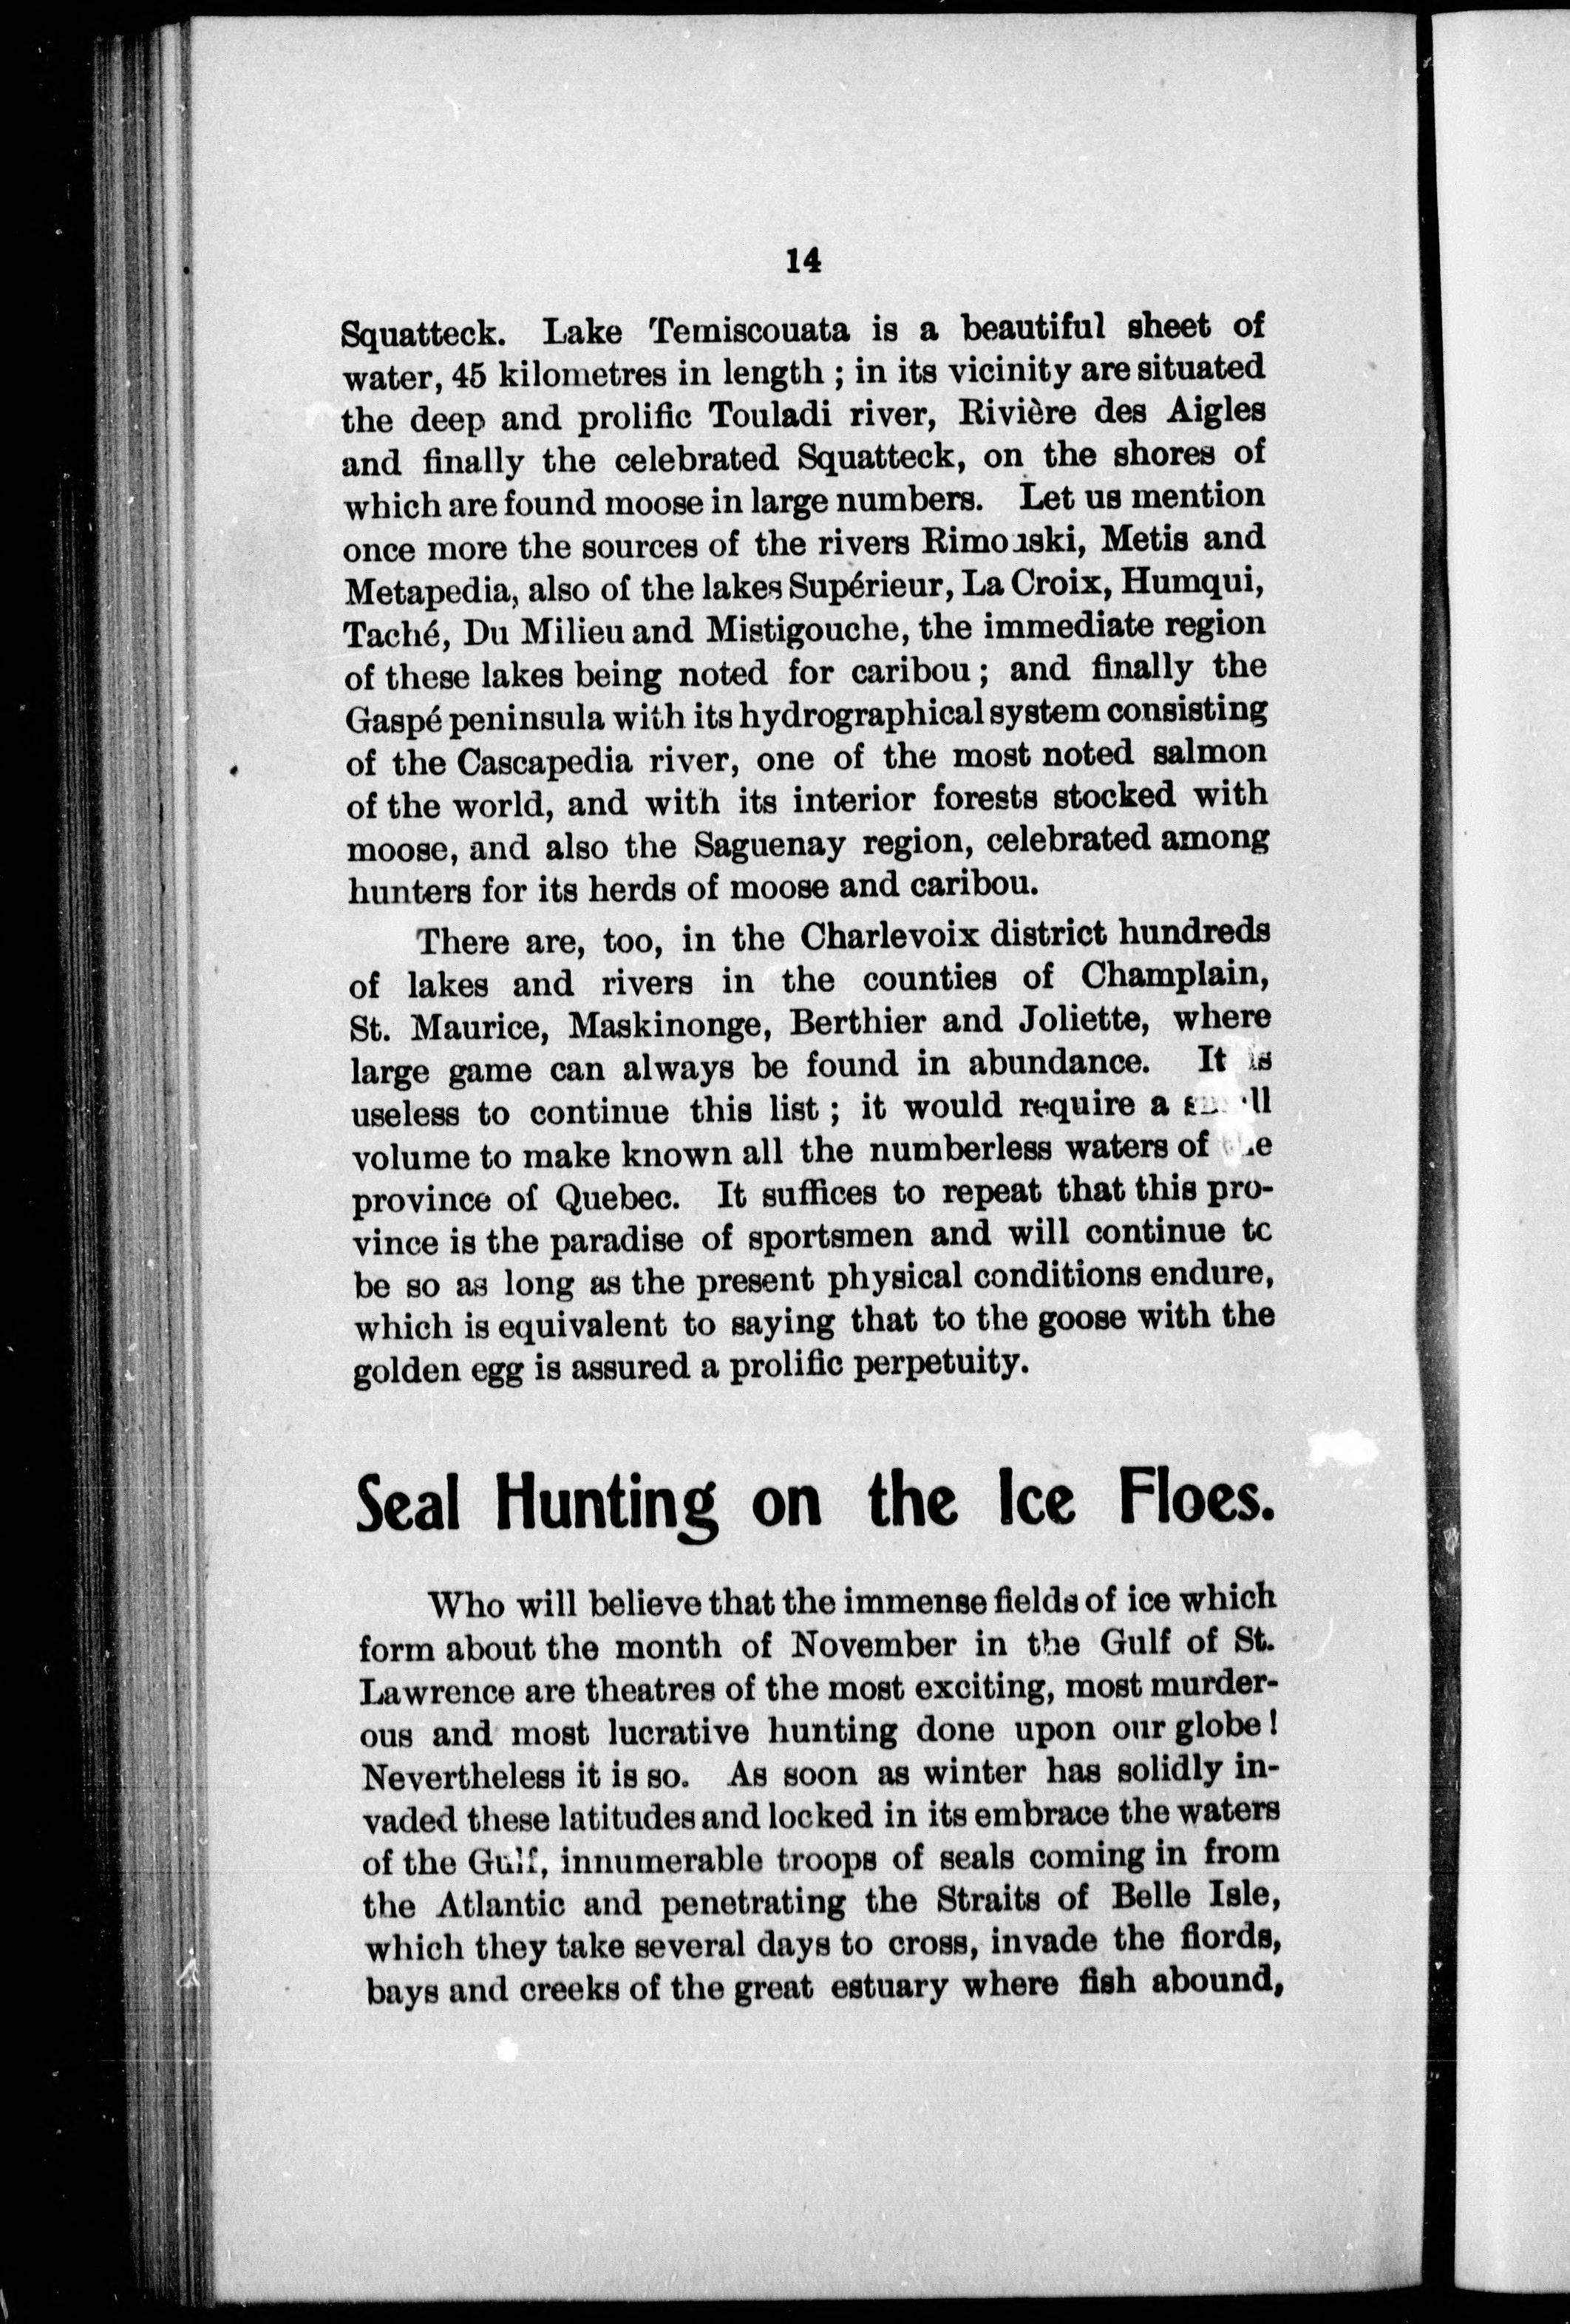 14
Squatteck. Lake Temiscouata is a beautiful sheet of
water, 45 kilometres in length ; in its vicinity are situated
the deep and prolific Touladi river, Rivière des Aigles
and finally the celebrated Squatteck, on the shores of
which are found moose in large numbers. Let us mention
once more the sources of the rivers Rimouski, Metis and
Metapedia, also of the lakes Supérieur, La Croix, Humqui,
Taché, Du Milieu and Mistigouche, the immediate region
of these lakes being noted for caribou ; and finally the
Gaspé peninsula with its hydrographical system consisting
of the Cascapedia river, one of the most noted salmon
of the world, and with its interior forests stocked with
moose, and also the Saguenay region, celebrated among
hunters for its herds of moose and caribou.
There are, too, in the Charlevoix district hundreds
of lakes and rivers in the counties of Champlain,
St. Maurice, Maskinonge, Berthier and Joliette, where
large game can always be found in abundance. It is
useless to continue this list ; it would require a small
volume to make known all the numberless waters of the
province of Quebec. It suffices to repeat that this pro-
vince is the paradise of sportsmen and will continue to
be so as long as the present physical conditions endure,
which is equivalent to saying that to the goose with the
golden egg is assured a prolific perpetuity.
Seal Hunting on the Ice Floes.
Who will believe that the immense fields of ice which
form about the month of November in the Gulf of St.
Lawrence are theatres of the most exciting, most murder-
ous and most lucrative hunting done upon our globe !
Nevertheless it is so. As soon as winter has solidly in-
vaded these latitudes and locked in its embrace the waters
of the Gulf, innumerable troops of seals coming in from
the Atlantic and penetrating the Straits of Belle Isle,
which they take several days to cross, invade the fiords,
bays and creeks of the great estuary where fish abound,